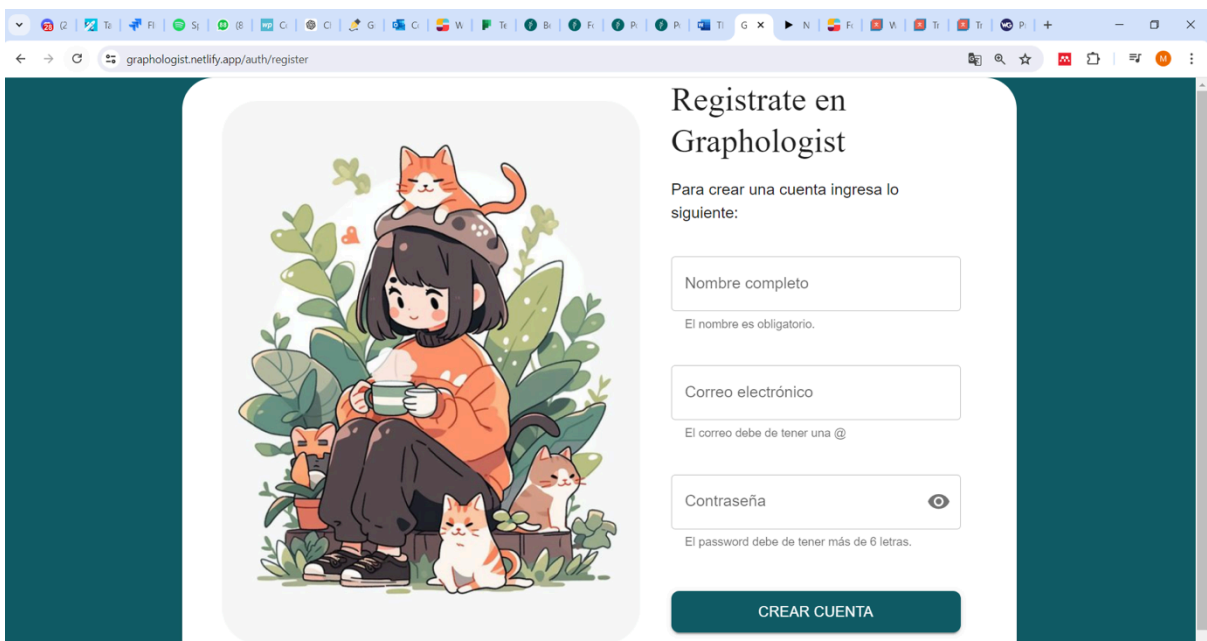 graphologist.netlify.app/auth/register
Registrate en
Graphologist
Para crear una cuenta ingresa lo
siguiente:
Nombre completo
El nombre es obligatorio.
Correo electrónico
El correo debe de tener una @
Contraseña
El password debe de tener más de 6 letras.
CREAR CUENTA